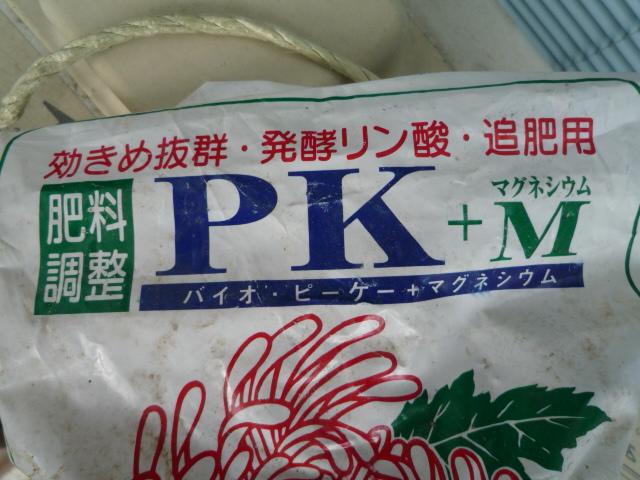 効きめ抜群・発酵リン酸・追肥用
肥料
調整
PK
マグネシウム
+M
バイオ・ピーケー+マグネシウム